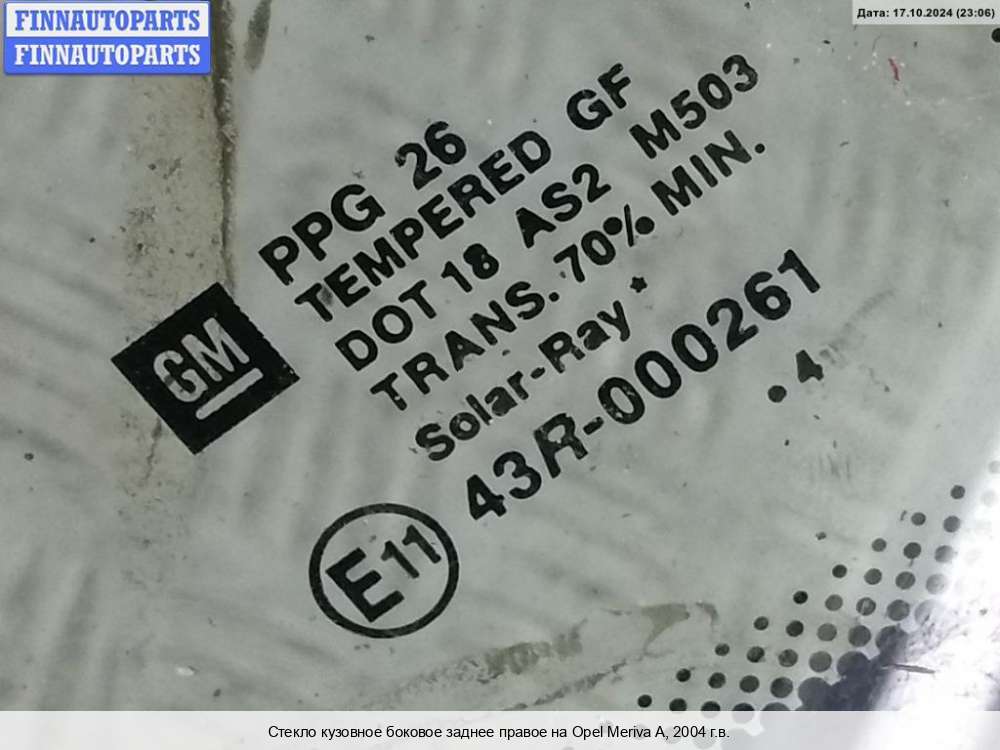 FINNAUTOPARTS
FINNAUTOPARTS
Дата: 17.10.2024 (23:06)
PPG 26
TEMPERED GF
DOT 18 AS2 M503
TRANS. 70% MIN.
Solar-Ray *
GM
43R-000261
. 4
E11
Стекло кузовное боковое заднее правое на Opel Meriva A, 2004 г.в.